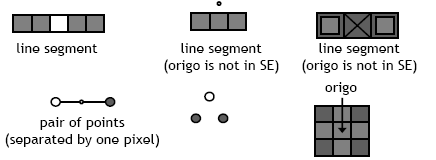 line segment
line segment
(origo is not in SE)
line segment
(origo is not in SE)
pair of points
(separated by one pixel)
origo